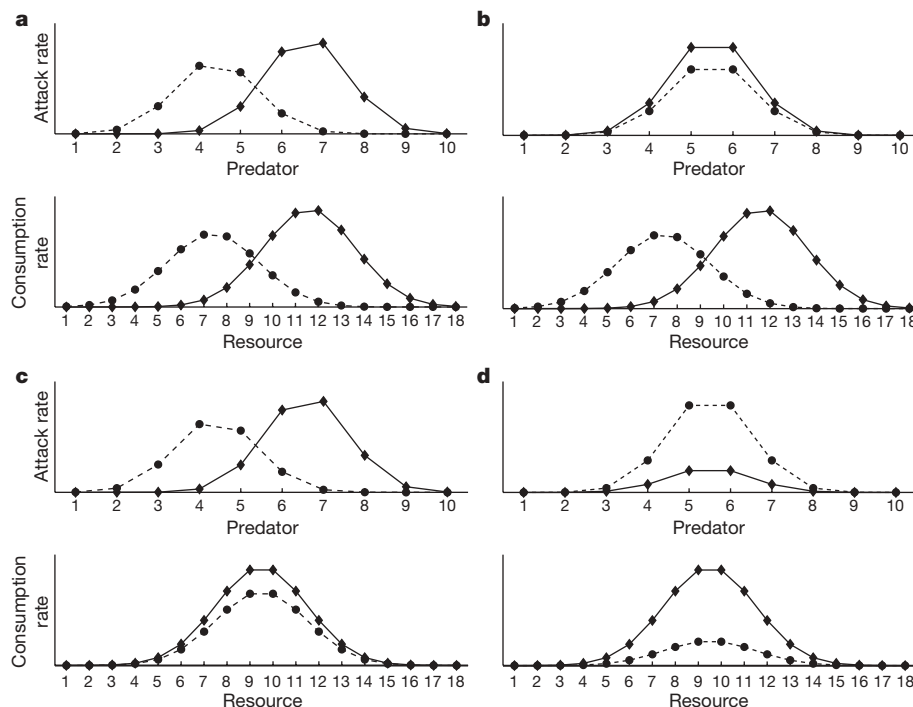 a
Attack rate
1 2 3 4 5 6 7 8 9 10
Predator
Consumption
rate
1 2 3 4 5 6 7 8 9 10 11 12 13 14 15 16 17 18
Resource
b
1 2 3 4 5 6 7 8 9 10
Predator
1 2 3 4 5 6 7 8 9 10 11 12 13 14 15 16 17 18
Resource
c
Attack rate
1 2 3 4 5 6 7 8 9 10
Predator
Consumption
rate
1 2 3 4 5 6 7 8 9 10 11 12 13 14 15 16 17 18
Resource
d
1 2 3 4 5 6 7 8 9 10
Predator
1 2 3 4 5 6 7 8 9 10 11 12 13 14 15 16 17 18
Resource